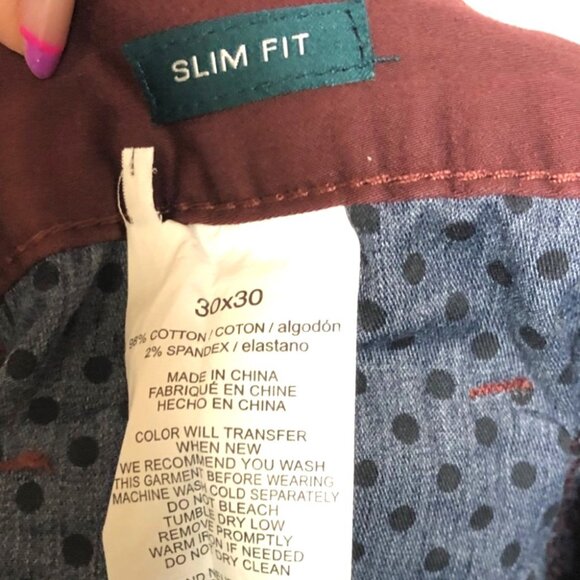 SLIM FIT
30x30
98% COTTON / COTON / algodón
2% SPANDEX / elastano
MADE IN CHINA
FABRIQUÉ EN CHINE
HECHO EN CHINA
COLOR WILL TRANSFER
WHEN NEW
WE RECOMMEND YOU WASH
THIS GARMENT BEFORE WEARING
MACHINE WASH COLD SEPARATELY
DO NOT BLEACH
TUMBLE DRY LOW
REMOVE PROMPTLY
WARM IRON IF NEEDED
DO NOT DRY CLEAN